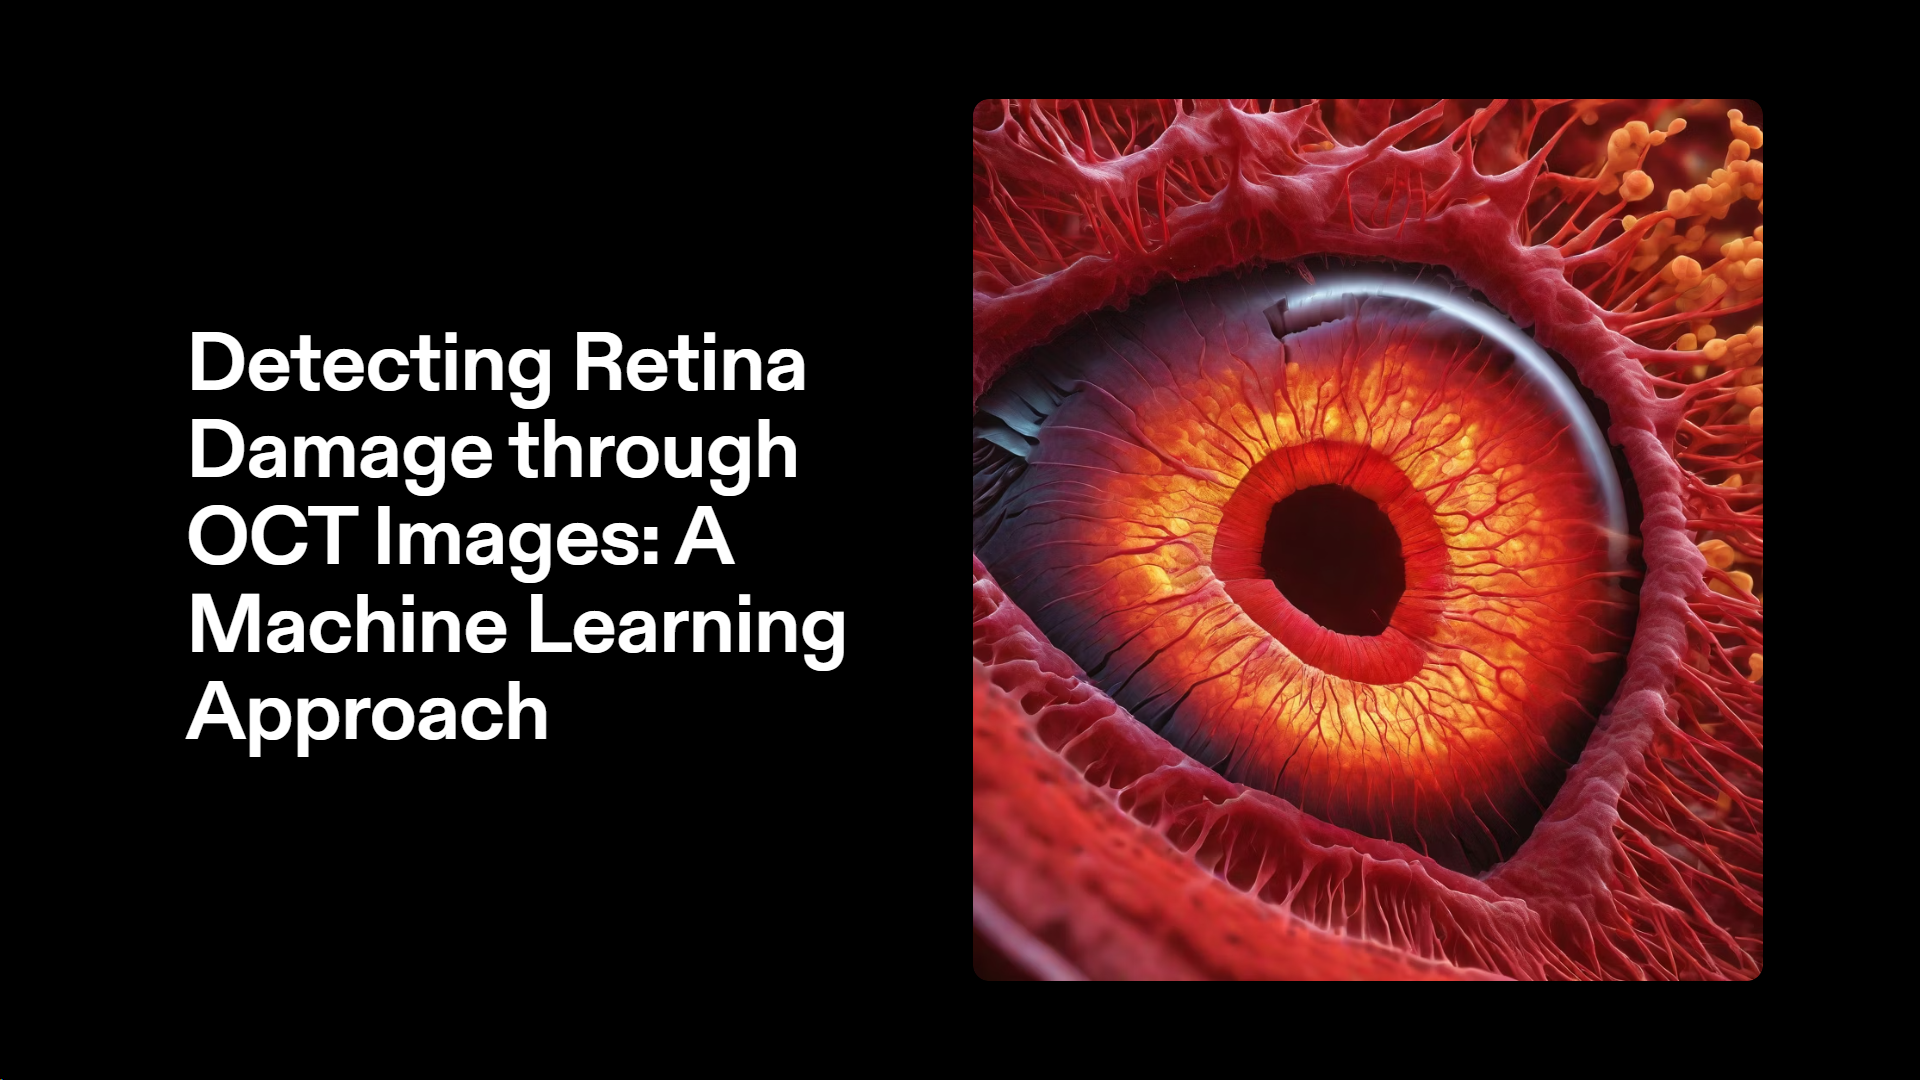 Detecting Retina
Damage through
OCT Images: A
Machine Learning
Approach